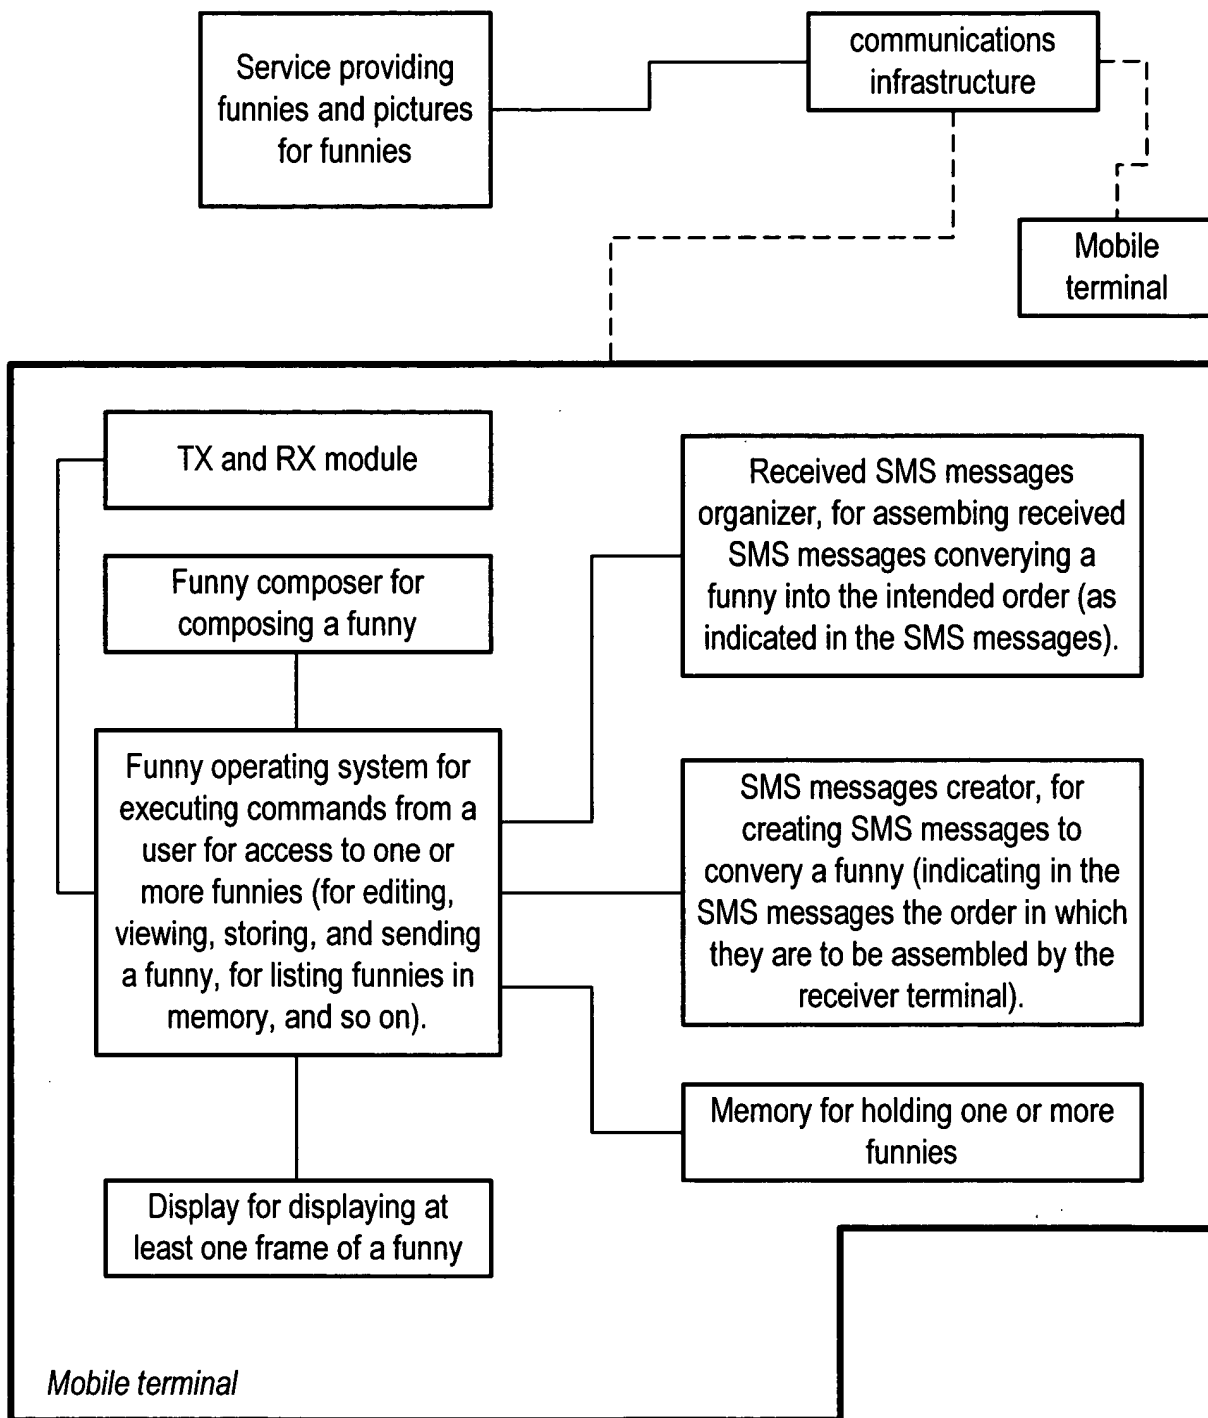 Service providing
funnies and pictures
for funnies
communications
infrastructure
Mobile
terminal
TX and RX module
Funny composer for
composing a funny
Funny operating system for
executing commands from a
user for access to one or
more funnies (for editing,
viewing, storing, and sending
a funny, for listing funnies in
memory, and so on).
Display for displaying at
least one frame of a funny
Received SMS messages
organizer, for assembing received
SMS messages converying a
funny into the intended order (as
indicated in the SMS messages).
SMS messages creator, for
creating SMS messages to
convery a funny (indicating in the
SMS messages the order in which
they are to be assembled by the
receiver terminal).
Memory for holding one or more
funnies
Mobile terminal